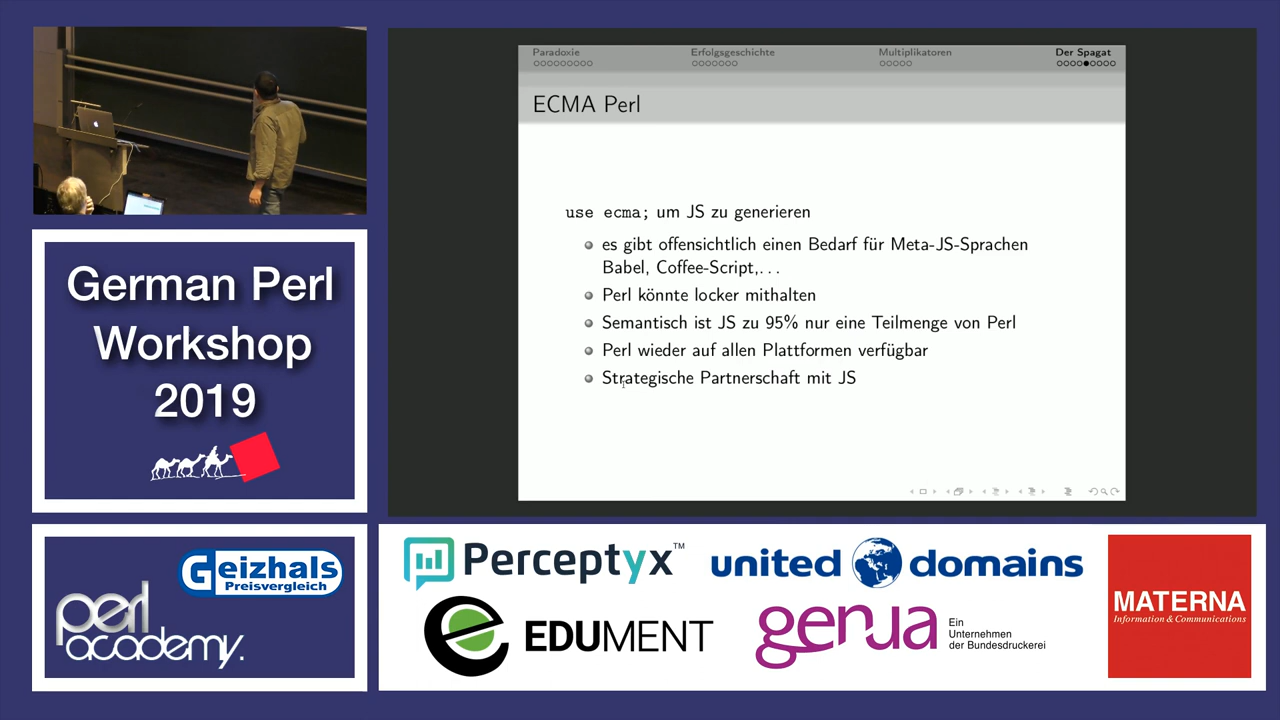 Paradoxie
Erfolgsgeschichte
Multiplikatoren
Der Spagat
ECMA Perl
use ecma; um JS zu generieren
es gibt offensichtlich einen Bedarf für Meta-JS-Sprachen
Babel, Coffee-Script,...
Perl könnte locker mithalten
Semantisch ist JS zu 95% nur eine Teilmenge von Perl
Perl wieder auf allen Plattformen verfügbar
Strategische Partnerschaft mit JS
German Perl
Workshop
2019
Geizhals
Preisvergleich
perl
academy.
Perceptyx™
united domains
EDUMENT
genua
Ein
Unternehmen
der Bundesdruckerei
MATERNA
Information & Communications